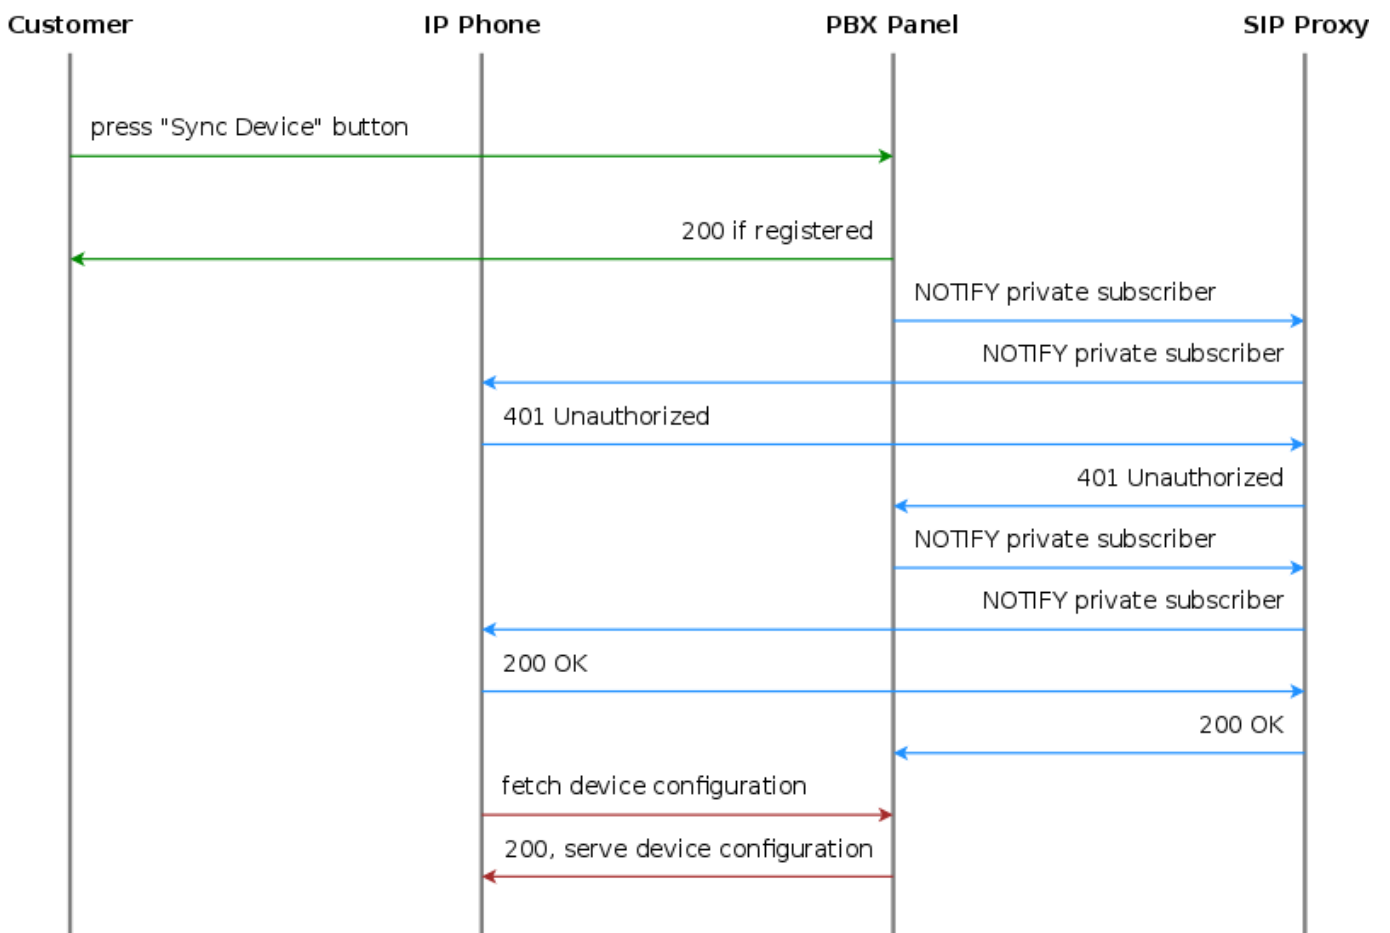 Customer IP Phone PBX Panel SIP Proxy
press "Sync Device" button
200 if registered
NOTIFY private subscriber
NOTIFY private subscriber
401 Unauthorized
401 Unauthorized
NOTIFY private subscriber
NOTIFY private subscriber
200 OK
200 OK
fetch device configuration
200, serve device configuration